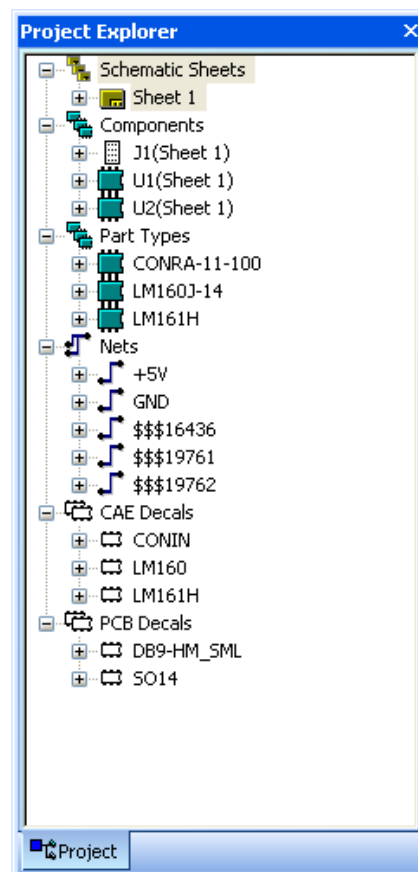 Project Explorer
Schematic Sheets
Sheet 1
Components
J1(Sheet 1)
U1(Sheet 1)
U2(Sheet 1)
Part Types
CONRA-11-100
LM160J-14
LM161H
Nets
+5V
GND
$$$16436
$$$19761
$$$19762
CAE Decals
CONIN
LM160
LM161H
PCB Decals
DB9-HM_SML
SO14
Project